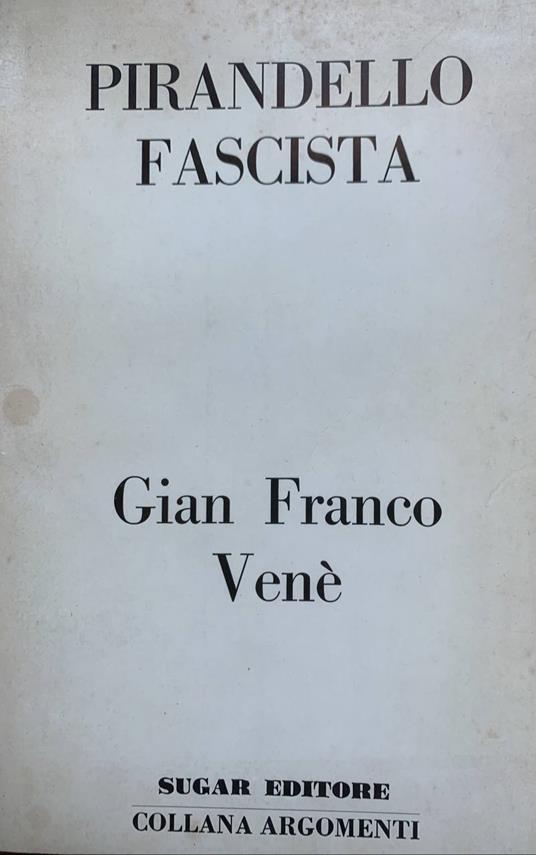 PIRANDELLO
FASCISTA
Gian Franco
Venè
SUGAR EDITORE
COLLANA ARGOMENTI